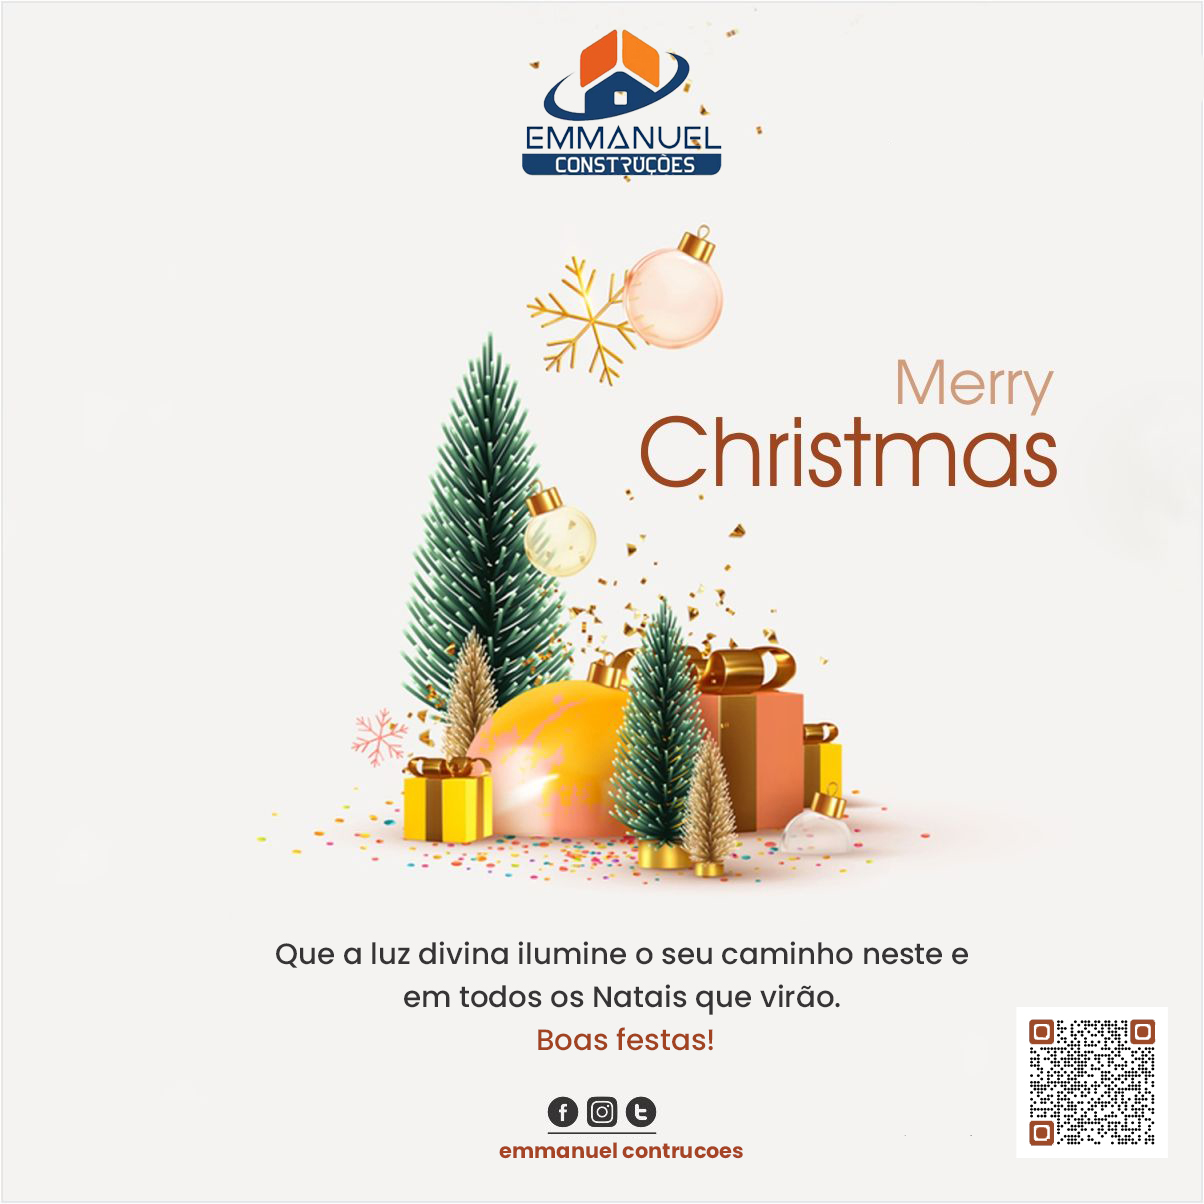 EMMANUEL
CONSTRUÇÕES
Merry
Christmas
Que a luz divina ilumine o seu caminho neste e
em todos os Natais que virão.
Boas festas!
emmanuel contrucoes